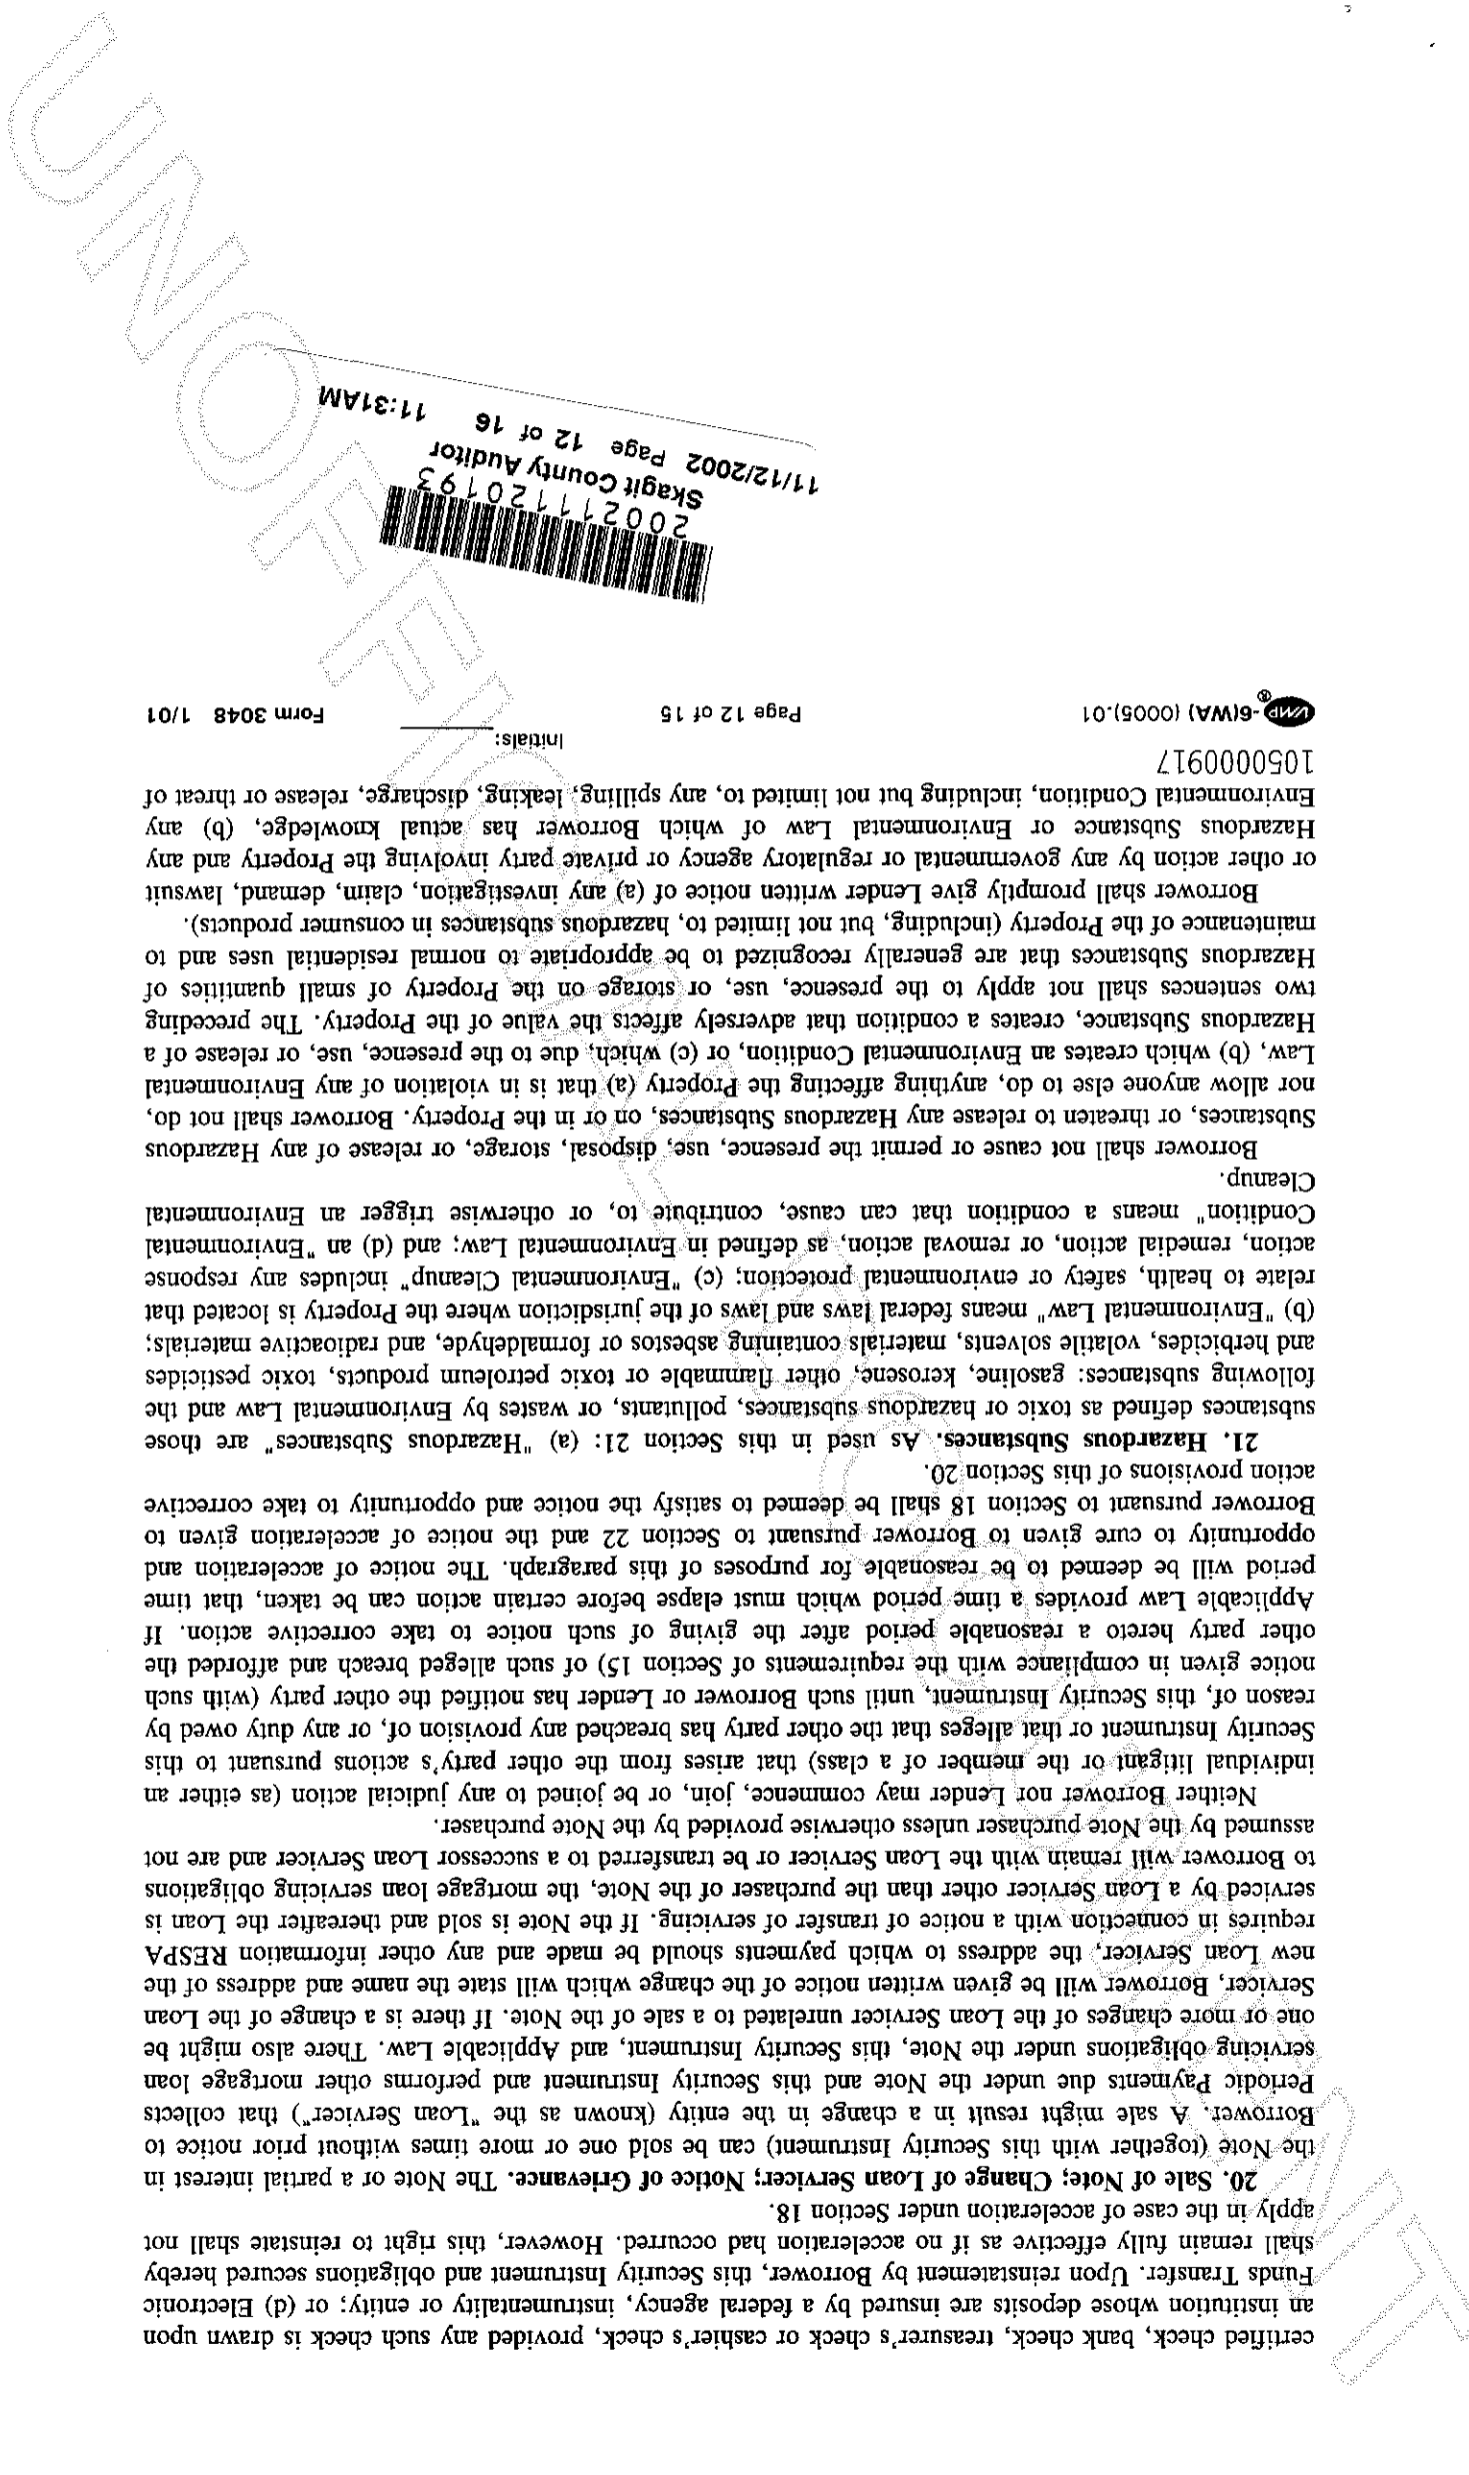 certified check, bank check, treasurer's check or cashier's check, provided any such check is drawn upon
an institution whose deposits are insured by a federal agency, instrumentality or entity; or (d) Electronic
Funds Transfer. Upon reinstatement by Borrower, this Security Instrument and obligations secured hereby
shall remain fully effective as if no acceleration had occurred. However, this right to reinstate shall not
apply in the case of acceleration under Section 18.
20. Sale of Note; Change of Loan Servicer; Notice of Grievance. The Note or a partial interest in
the Note (together with this Security Instrument) can be sold one or more times without prior notice to
Borrower. A sale might result in a change in the entity (known as the "Loan Servicer") that collects
Periodic Payments due under the Note and this Security Instrument and performs other mortgage loan
servicing obligations under the Note, this Security Instrument, and Applicable Law. There also might be
one or more changes of the Loan Servicer unrelated to a sale of the Note. If there is a change of the Loan
Servicer, Borrower will be given written notice of the change which will state the name and address of the
new Loan Servicer, the address to which payments should be made and any other information RESPA
requires in connection with a notice of transfer of servicing. If the Note is sold and thereafter the Loan is
serviced by a Loan Servicer other than the purchaser of the Note, the mortgage loan servicing obligations
to Borrower will remain with the Loan Servicer or be transferred to a successor Loan Servicer and are not
assumed by the Note purchaser unless otherwise provided by the Note purchaser.
Neither Borrower nor Lender may commence, join, or be joined to any judicial action (as either an
individual litigant or the member of a class) that arises from the other party's actions pursuant to this
Security Instrument or that alleges that the other party has breached any provision of, or any duty owed by
reason of, this Security Instrument, until such Borrower or Lender has notified the other party (with such
notice given in compliance with the requirements of Section 15) of such alleged breach and afforded the
other party hereto a reasonable period after the giving of such notice to take corrective action. If
Applicable Law provides a time period which must elapse before certain action can be taken, that time
period will be deemed to be reasonable for purposes of this paragraph. The notice of acceleration and
opportunity to cure given to Borrower pursuant to Section 22 and the notice of acceleration given to
Borrower pursuant to Section 18 shall be deemed to satisfy the notice and opportunity to take corrective
action provisions of this Section 20.
21. Hazardous Substances. As used in this Section 21: (a) "Hazardous Substances" are those
substances defined as toxic or hazardous substances, pollutants, or wastes by Environmental Law and the
following substances: gasoline, kerosene, other flammable or toxic petroleum products, toxic pesticides
and herbicides, volatile solvents, materials containing asbestos or formaldehyde, and radioactive materials;
(b) "Environmental Law" means federal laws and laws of the jurisdiction where the Property is located that
relate to health, safety or environmental protection; (c) "Environmental Cleanup" includes any response
action, remedial action, or removal action, as defined in Environmental Law; and (d) an "Environmental
Condition" means a condition that can cause, contribute to, or otherwise trigger an Environmental
Cleanup.
Borrower shall not cause or permit the presence, use, disposal, storage, or release of any Hazardous
Substances, or threaten to release any Hazardous Substances, on or in the Property. Borrower shall not do,
nor allow anyone else to do, anything affecting the Property (a) that is in violation of any Environmental
Law, (b) which creates an Environmental Condition, or (c) which, due to the presence, use, or release of a
Hazardous Substance, creates a condition that adversely affects the value of the Property. The preceding
two sentences shall not apply to the presence, use, or storage on the Property of small quantities of
Hazardous Substances that are generally recognized to be appropriate to normal residential uses and to
maintenance of the Property (including, but not limited to, hazardous substances in consumer products).
Borrower shall promptly give Lender written notice of (a) any investigation, claim, demand, lawsuit
or other action by any governmental or regulatory agency or private party involving the Property and any
Hazardous Substance or Environmental Law of which Borrower has actual knowledge, (b) any
Environmental Condition, including but not limited to, any spilling, leaking, discharge, release or threat of
1050000917
Initials:
VMP®-6(WA) (0005).01 Page 12 of 15 Form 3048 1/01
200211120193
Skagit County Auditor
11/12/2002 Page 12 of 16 11:31AM
UNOFFICIAL DOCUMENT